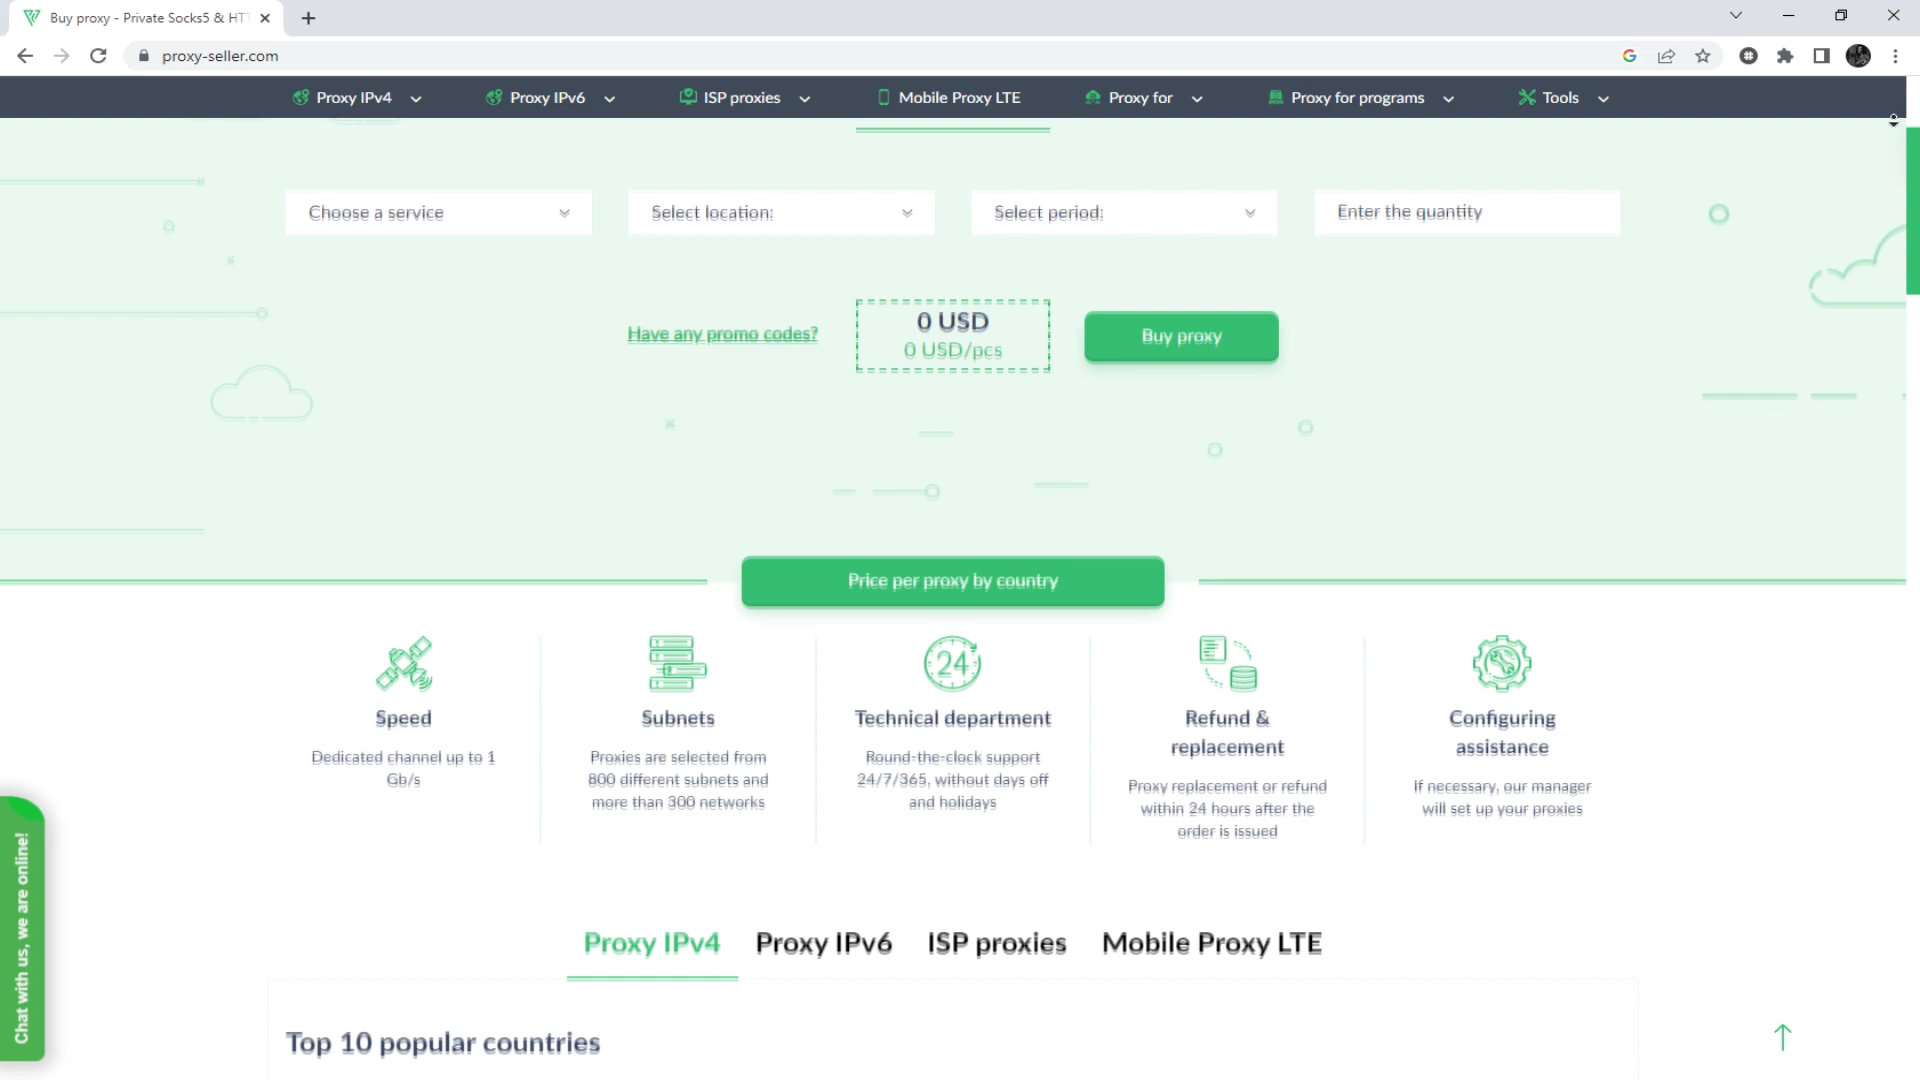 Buy proxy - Private Socks5 & HT
proxy-seller.com
Proxy IPv4
Proxy IPv6
ISP proxies
Mobile Proxy LTE
Proxy for
Proxy for programs
Tools
Choose a service
Select location:
Select period:
Enter the quantity
Have any promo codes?
0 USD
0 USD/pcs
Buy proxy
Price per proxy by country
24
Speed
Dedicated channel up to 1
Gb/s
Subnets
Proxies are selected from
800 different subnets and
more than 300 networks
Technical department
Round-the-clock support
24/7/365, without days off
and holidays
Refund &
replacement
Proxy replacement or refund
within 24 hours after the
order is issued
Configuring
assistance
If necessary, our manager
will set up your proxies
Chat with us, we are online!
Proxy IPv4
Proxy IPv6
ISP proxies
Mobile Proxy LTE
Top 10 popular countries